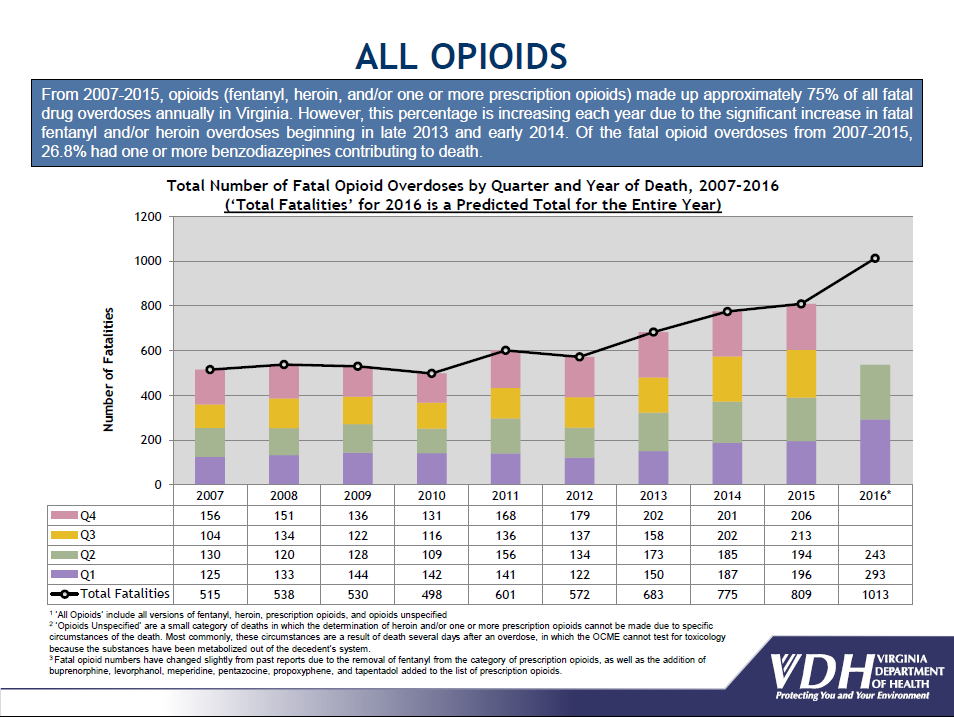 ALL OPIOIDS
From 2007-2015, opioids (fentanyl, heroin, and/or one or more prescription opioids) made up approximately 75% of all fatal
drug overdoses annually in Virginia. However, this percentage is increasing each year due to the significant increase in fatal
fentanyl and/or heroin overdoses beginning in late 2013 and early 2014. Of the fatal opioid overdoses from 2007-2015,
26.8% had one or more benzodiazepines contributing to death.
Total Number of Fatal Opioid Overdoses by Quarter and Year of Death, 2007-2016
('Total Fatalities' for 2016 is a Predicted Total for the Entire Year)
Number of Fatalities
1200
1000
800
600
400
200
0
2007 2008 2009 2010 2011 2012 2013 2014 2015 2016*
Q4 156 151 136 131 168 179 202 201 206
Q3 104 134 122 116 136 137 158 202 213
Q2 130 120 128 109 156 134 173 185 194 243
Q1 125 133 144 142 141 122 150 187 196 293
Total Fatalities 515 538 530 498 601 572 683 775 809 1013
1 'All Opioids' include all versions of fentanyl, heroin, prescription opioids, and opioids unspecified
2 'Opioids Unspecified' are a small category of deaths in which the determination of heroin and/or one or more prescription opioids cannot be made due to specific
circumstances of the death. Most commonly, these circumstances are a result of death several days after an overdose, in which the OCME cannot test for toxicology
because the substances have been metabolized out of the decedent's system.
3 Fatal opioid numbers have changed slightly from past reports due to the removal of fentanyl from the category of prescription opioids, as well as the addition of
buprenorphine, levorphanol, meperidine, pentazocine, propoxyphene, and tapentadol added to the list of prescription opioids.
VDH VIRGINIA
DEPARTMENT
OF HEALTH
Protecting You and Your Environment